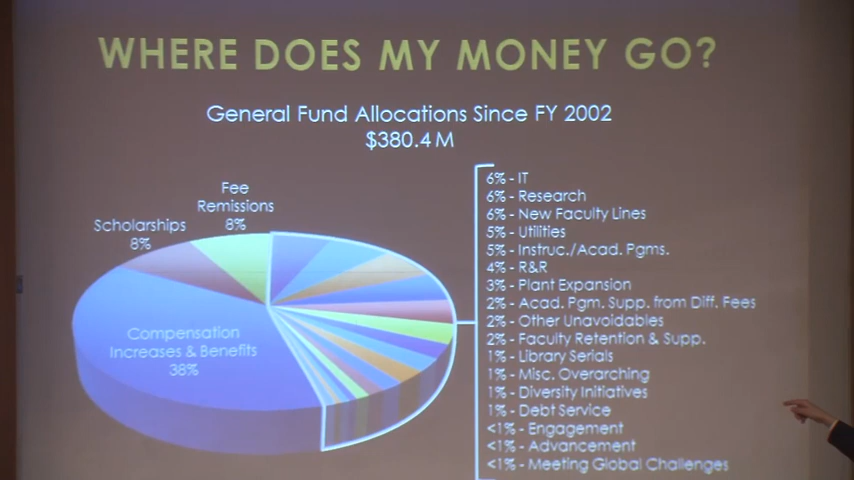 WHERE DOES MY MONEY GO?
General Fund Allocations Since FY 2002
$380.4M
Fee
Remissions
8%
Scholarships
8%
Compensation
Increases & Benefits
38%
6% - IT
6% - Research
6% - New Faculty Lines
5% - Utilities
5% - Instruc./Acad. Pgms.
4% - R&R
3% - Plant Expansion
2% - Acad. Pgm. Supp. from Diff. Fees
2% - Other Unavoidables
2% - Faculty Retention & Supp.
1% - Library Serials
1% - Misc. Overarching
1% - Diversity Initiatives
1% - Debt Service
<1% - Engagement
<1% - Advancement
<1% - Meeting Global Challenges